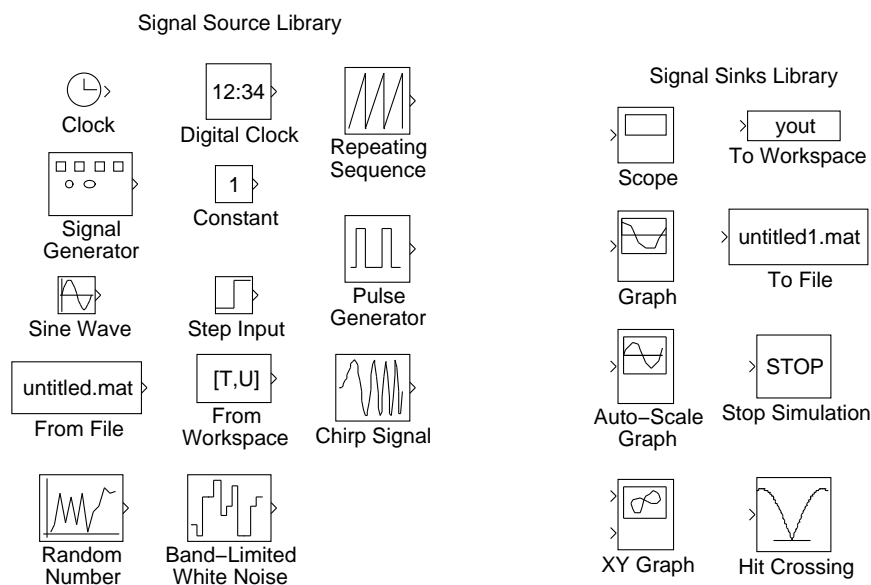 Signal Source Library
Clock
12:34
Digital Clock
Repeating
Sequence
Signal
Generator
1
Constant
Pulse
Generator
Sine Wave
Step Input
untitled.mat
From File
[T,U]
From
Workspace
Chirp Signal
Random
Number
Band−Limited
White Noise
Signal Sinks Library
Scope
yout
To Workspace
Graph
untitled1.mat
To File
Auto−Scale
Graph
STOP
Stop Simulation
XY Graph
Hit Crossing